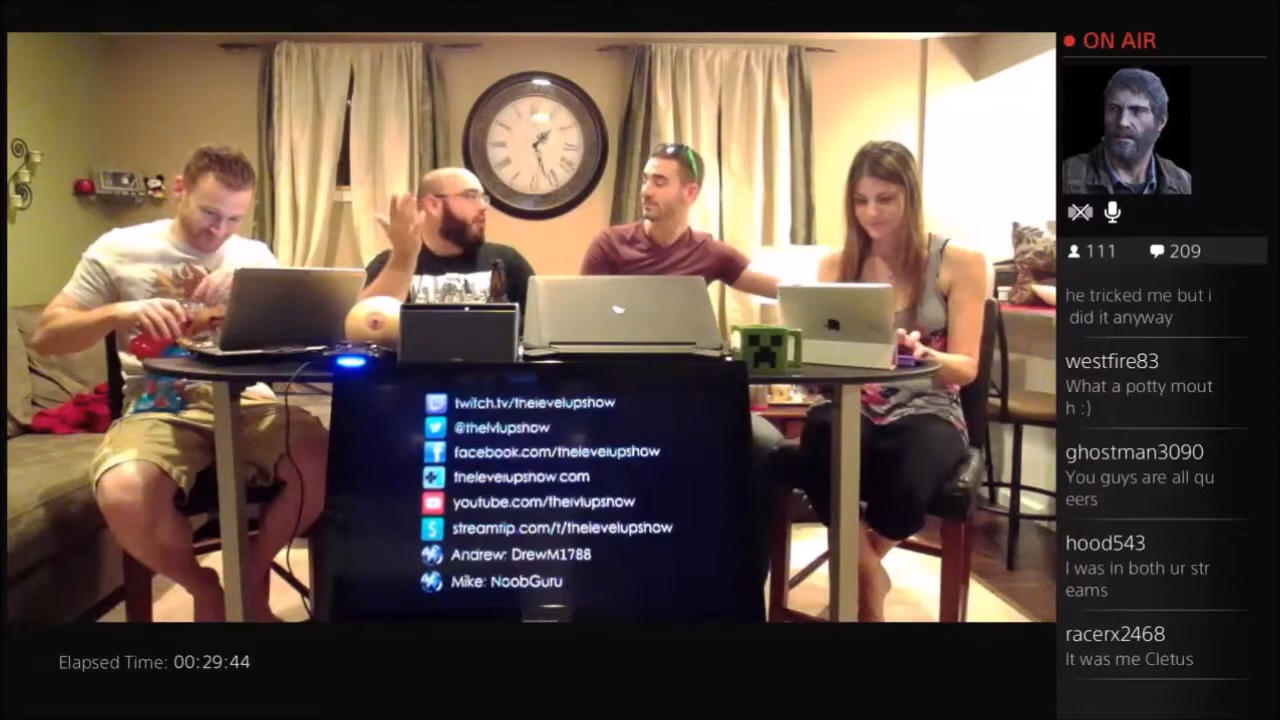 ON AIR
111 209
he tricked me but i
did it anyway
westfire83
What a potty mout
h :)
ghostman3090
You guys are all qu
eers
hood543
I was in both ur str
eams
racerx2468
It was me Cletus
twitch.tv/thelevelupshow
@thelvlupshow
facebook.com/thelevelupshow
thelevelupshow.com
youtube.com/thelvlupshow
streamtip.com/t/thelevelupshow
Andrew: DrewM1788
Mike: NoobGuru
Elapsed Time: 00:29:44